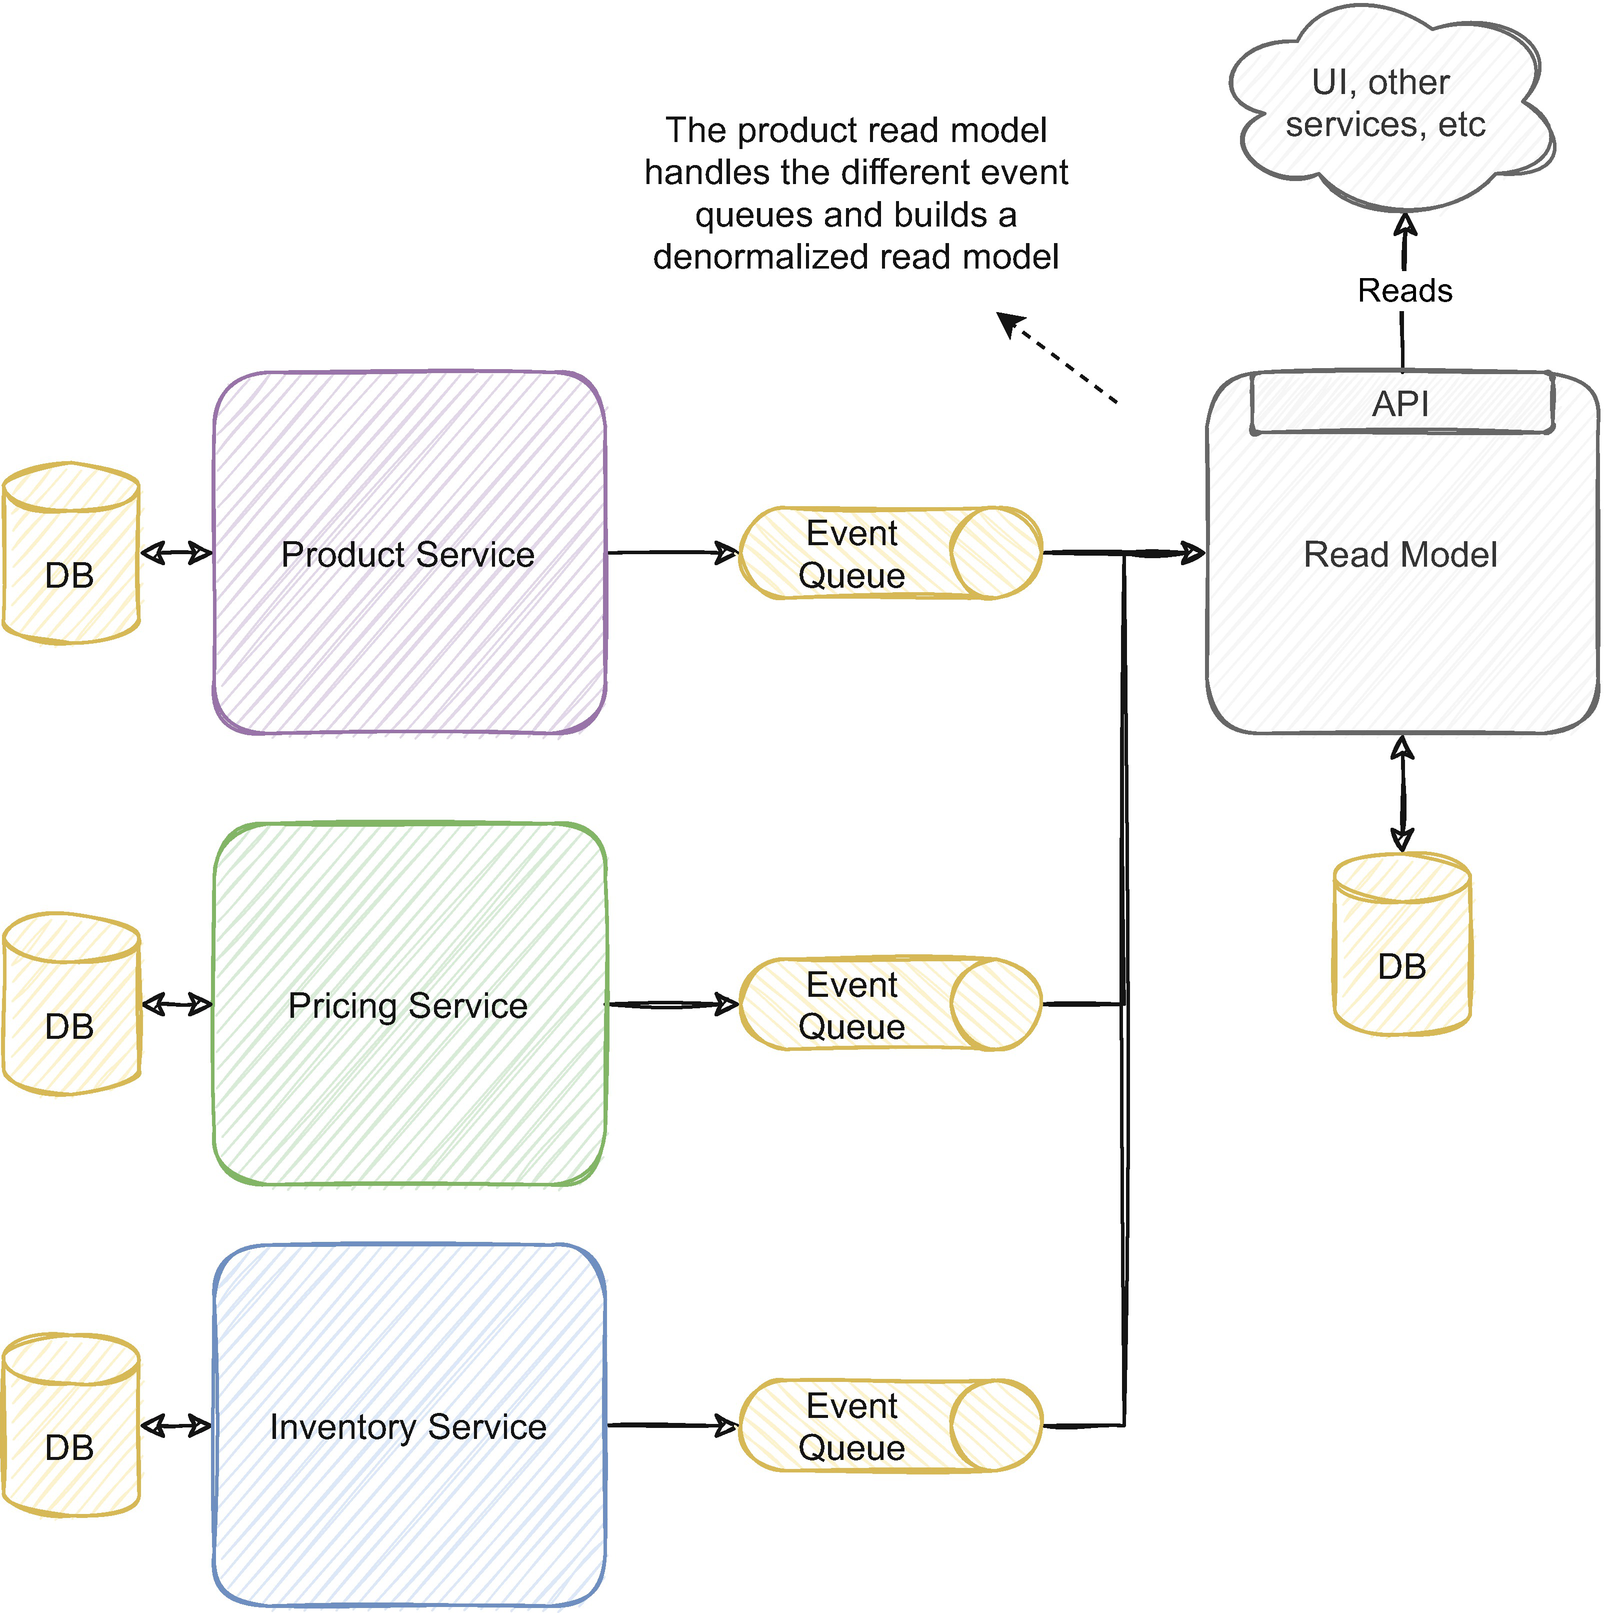 UI, other
services, etc
The product read model
handles the different event
queues and builds a
denormalized read model
Reads
API
DB
Product Service
Event
Queue
Read Model
DB
Pricing Service
Event
Queue
DB
DB
Inventory Service
Event
Queue